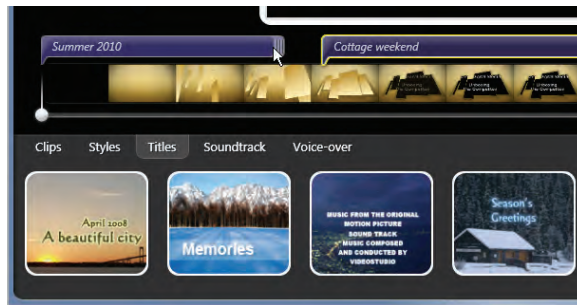 Summer 2010
Cottage weekend
Clips Styles Titles Soundtrack Voice-over
April 2008
A beautiful city
Memories
MUSIC FROM THE ORIGINAL
MOTION PICTURE
SOUND TRACK
MUSIC COMPOSED
AND CONDUCTED BY
VIDEOSTUDIO
Season's
Greetings